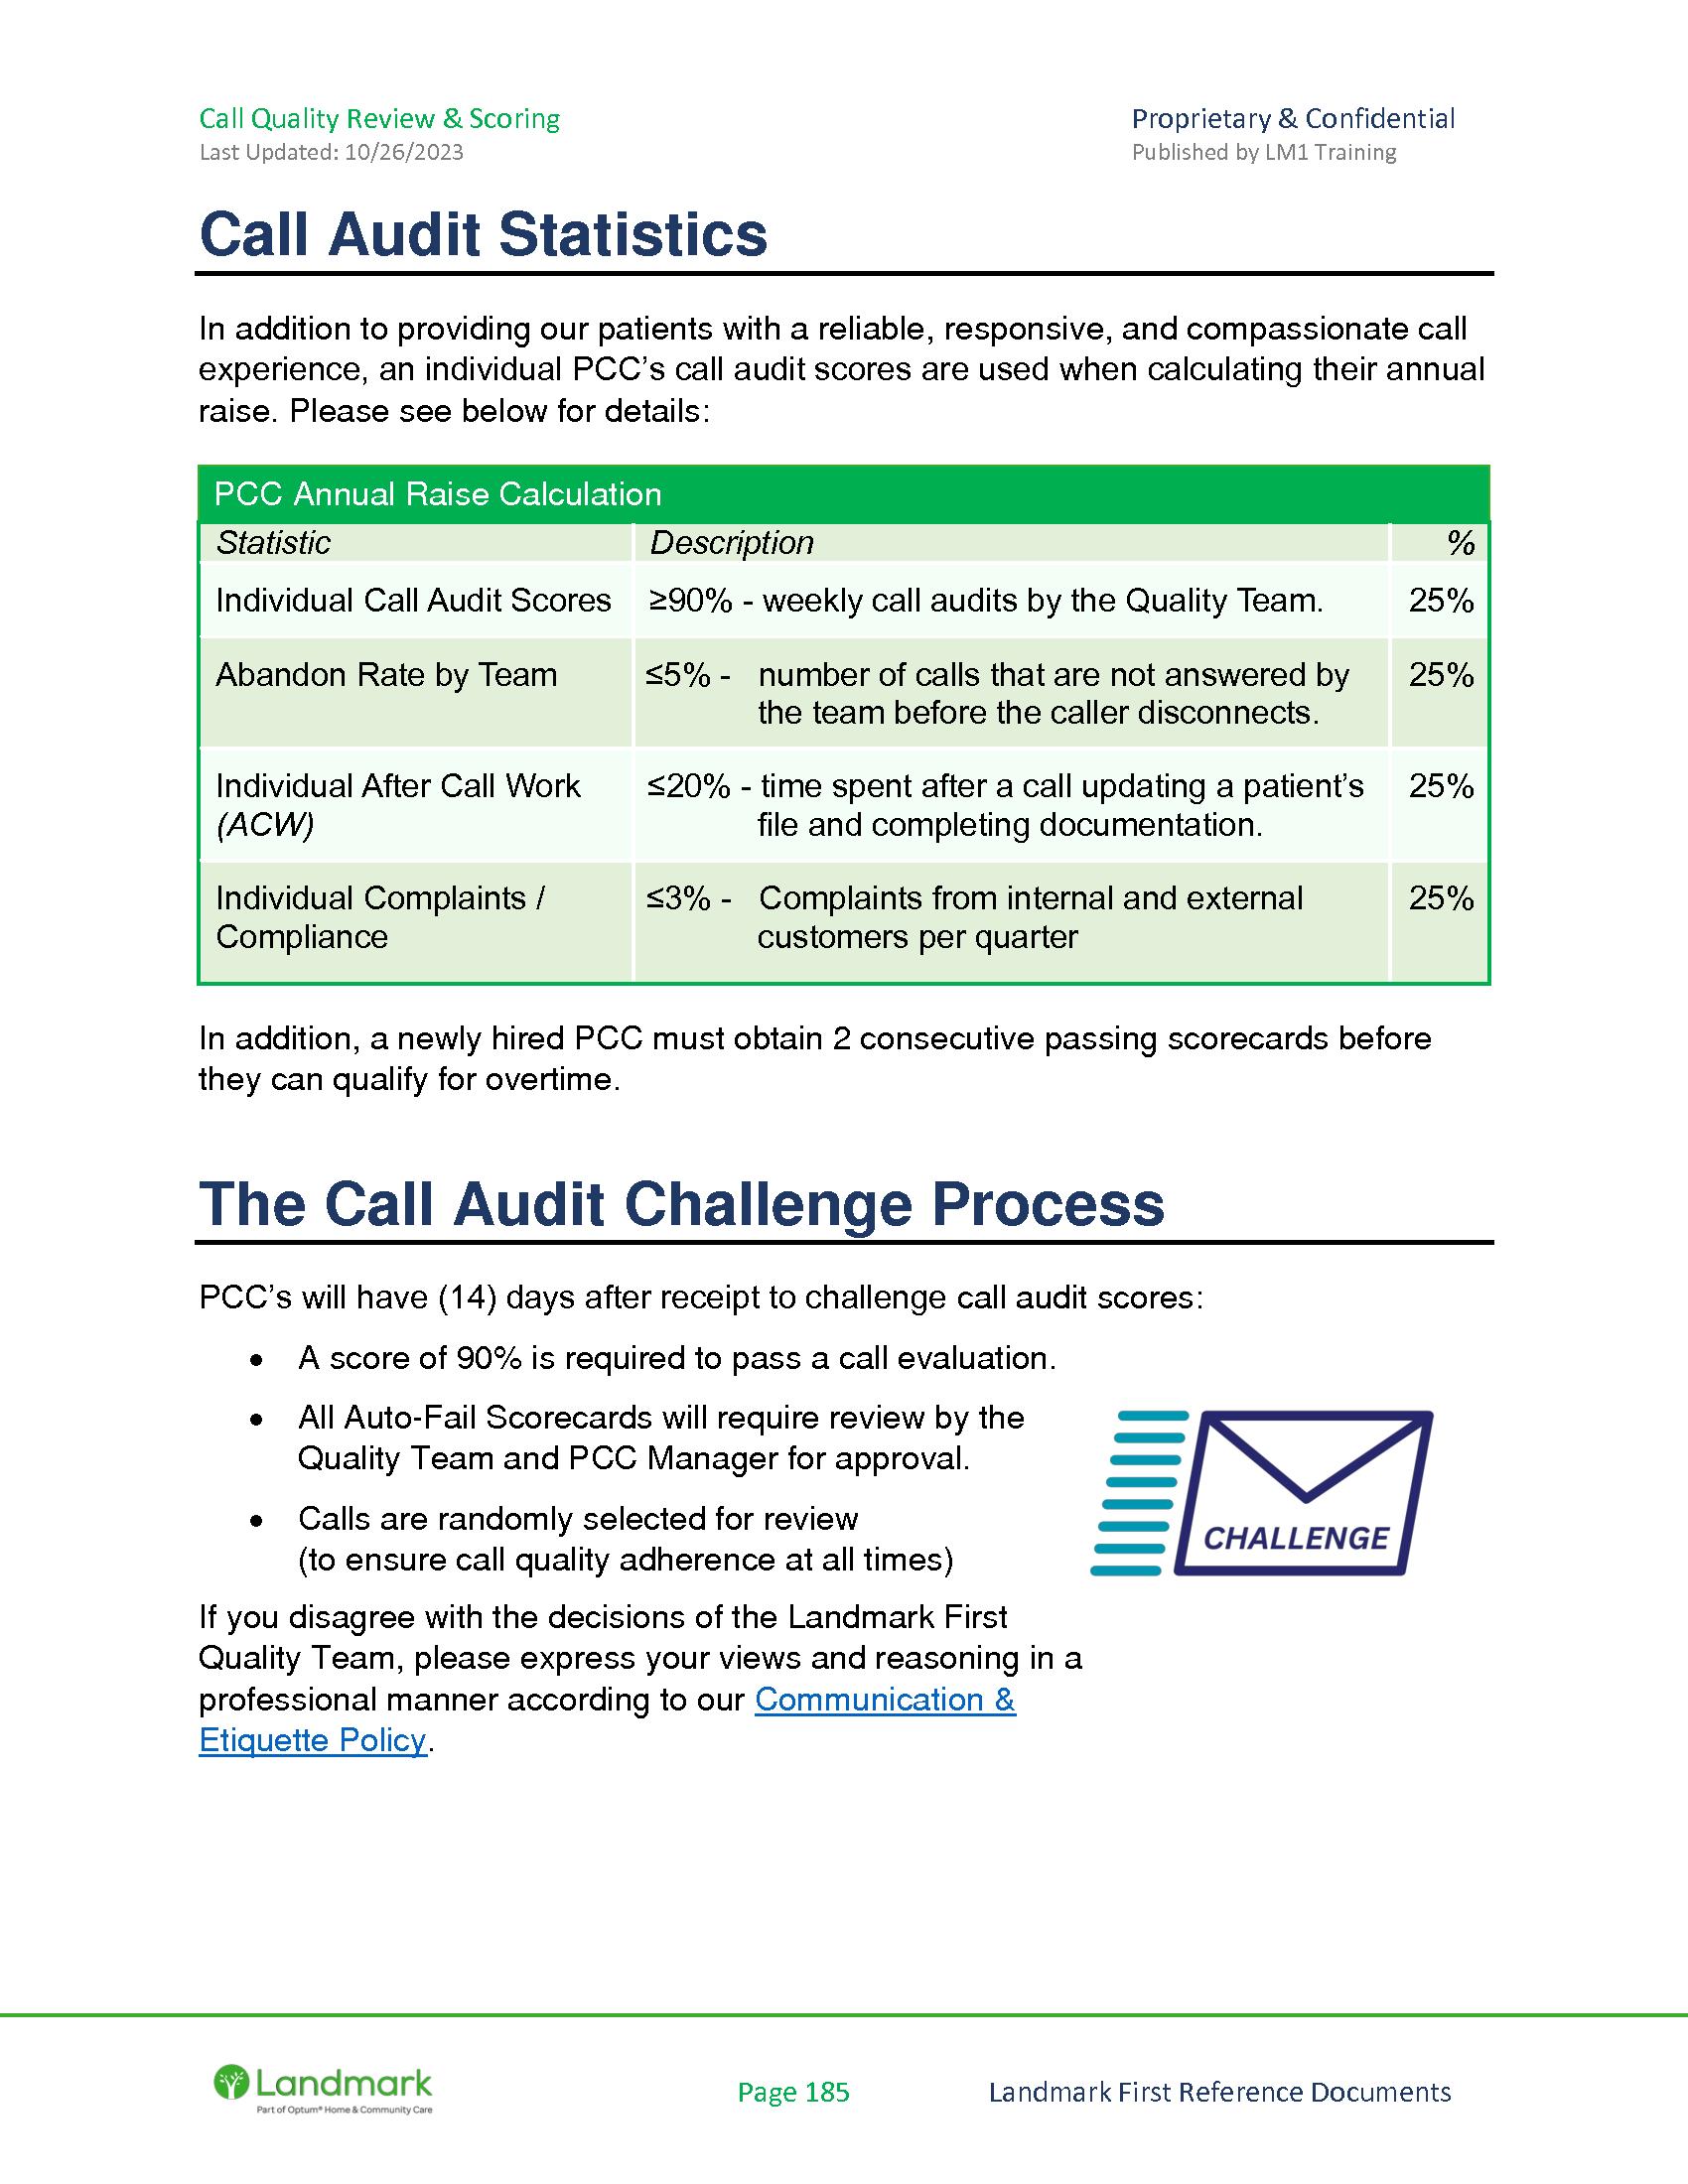 Call Quality Review & Scoring
Proprietary & Confidential
Last Updated: 10/26/2023
Published by LM1 Training
Call Audit Statistics
In addition to providing our patients with a reliable, responsive, and compassionate call
experience, an individual PCC’s call audit scores are used when calculating their annual
raise. Please see below for details:
PCC Annual Raise Calculation
Statistic Description %
Individual Call Audit Scores ≥90% - weekly call audits by the Quality Team. 25%
Abandon Rate by Team ≤5% - number of calls that are not answered by 25%
the team before the caller disconnects.
Individual After Call Work ≤20% - time spent after a call updating a patient’s 25%
(ACW) file and completing documentation.
Individual Complaints / ≤3% - Complaints from internal and external 25%
Compliance customers per quarter
In addition, a newly hired PCC must obtain 2 consecutive passing scorecards before
they can qualify for overtime.
The Call Audit Challenge Process
PCC’s will have (14) days after receipt to challenge call audit scores:
• A score of 90% is required to pass a call evaluation.
• All Auto-Fail Scorecards will require review by the
Quality Team and PCC Manager for approval.
• Calls are randomly selected for review
(to ensure call quality adherence at all times)
CHALLENGE
If you disagree with the decisions of the Landmark First
Quality Team, please express your views and reasoning in a
professional manner according to our Communication &
Etiquette Policy.
Landmark
Part of Optum® Home & Community Care
Page 185
Landmark First Reference Documents